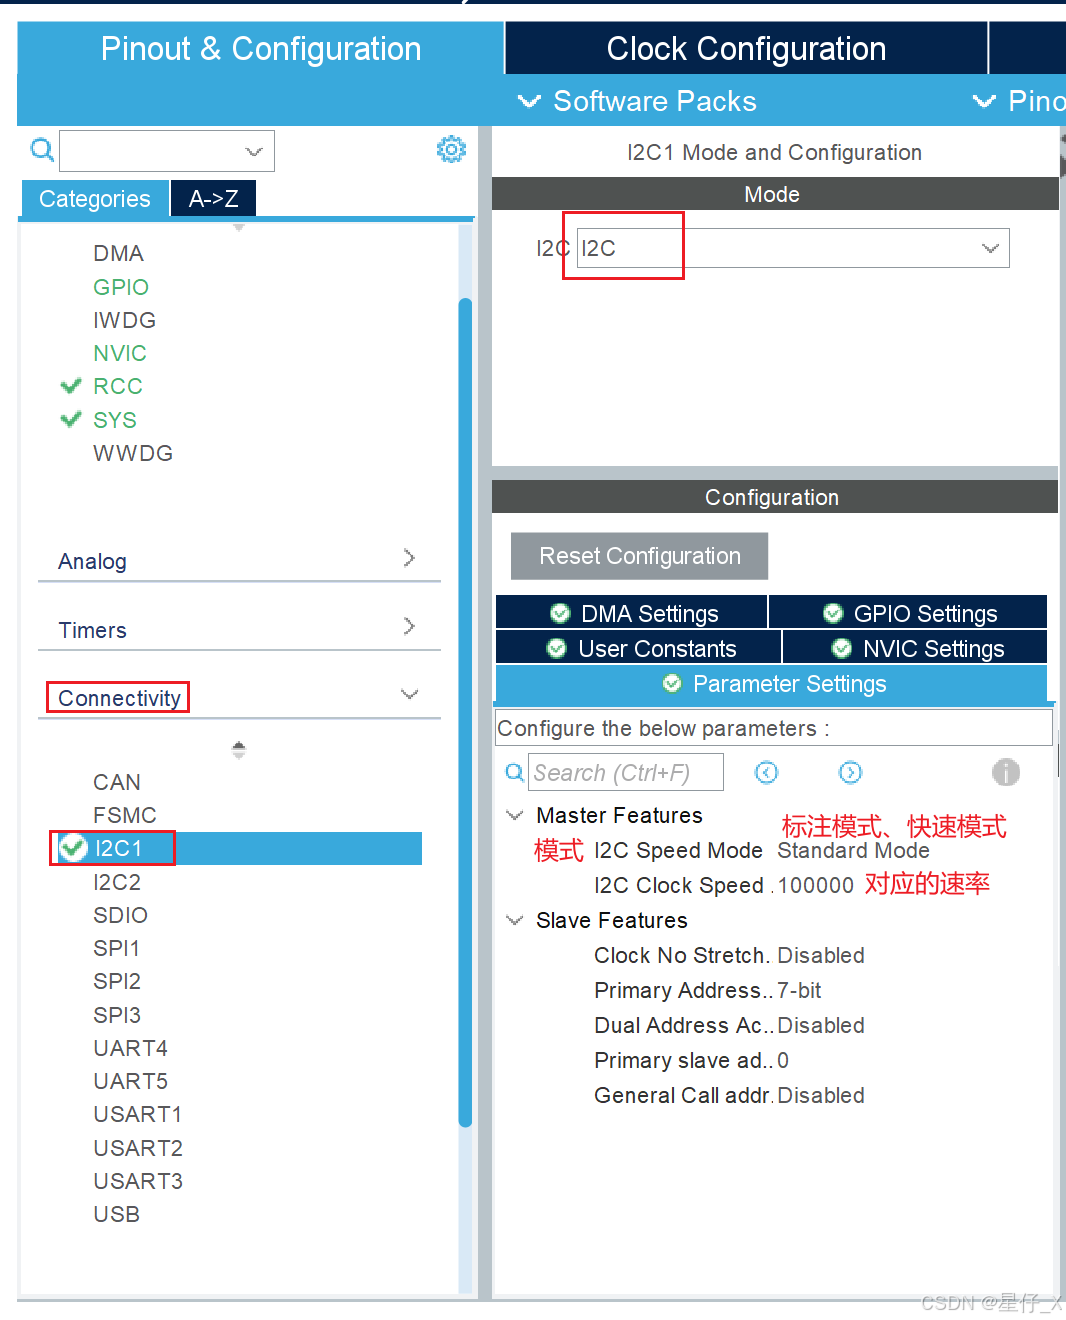 Pinout & Configuration
Clock Configuration
Software Packs
Pino
I2C1 Mode and Configuration
Categories
A->Z
Mode
I2C
I2C
DMA
GPIO
IWDG
NVIC
RCC
SYS
WWDG
Analog
Timers
Connectivity
CAN
FSMC
I2C1
I2C2
SDIO
SPI1
SPI2
SPI3
UART4
UART5
USART1
USART2
USART3
USB
Configuration
Reset Configuration
DMA Settings
GPIO Settings
User Constants
NVIC Settings
Parameter Settings
Configure the below parameters :
Search (Ctrl+F)
Master Features
标注模式、快速模式
模式 I2C Speed Mode Standard Mode
I2C Clock Speed . 100000 对应的速率
Slave Features
Clock No Stretch. Disabled
Primary Address.. 7-bit
Dual Address Ac.. Disabled
Primary slave ad.. 0
General Call addr. Disabled
CSDN @星仔_X